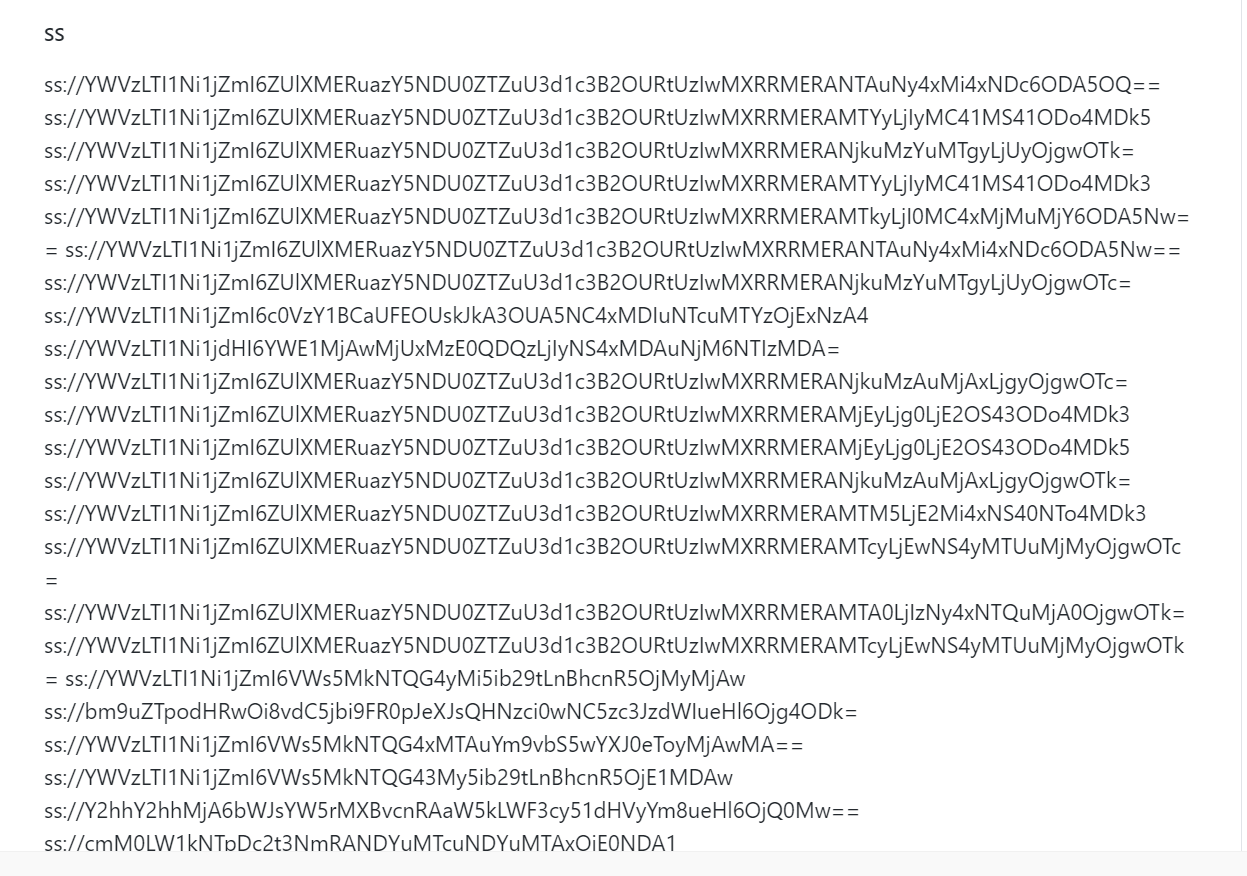 ss
ss://YWVzLTI1Ni1jZmI6ZUlXMERuazY5NDU0ZTZuU3d1c3B2OURtUzIwMXRRMERANTAuNy4xMi4xNDc6ODA5OQ==
ss://YWVzLTI1Ni1jZmI6ZUlXMERuazY5NDU0ZTZuU3d1c3B2OURtUzIwMXRRMERAMTYyLjIyMC41MS41ODo4MDk5
ss://YWVzLTI1Ni1jZmI6ZUlXMERuazY5NDU0ZTZuU3d1c3B2OURtUzIwMXRRMERANjkuMzYuMTgyLjUyOjgwOTk=
ss://YWVzLTI1Ni1jZmI6ZUlXMERuazY5NDU0ZTZuU3d1c3B2OURtUzIwMXRRMERAMTYyLjIyMC41MS41ODo4MDk3
ss://YWVzLTI1Ni1jZmI6ZUlXMERuazY5NDU0ZTZuU3d1c3B2OURtUzIwMXRRMERAMTkyLjI0MC4xMjMuMjY6ODA5Nw=
= ss://YWVzLTI1Ni1jZmI6ZUlXMERuazY5NDU0ZTZuU3d1c3B2OURtUzIwMXRRMERANTAuNy4xMi4xNDc6ODA5Nw==
ss://YWVzLTI1Ni1jZmI6ZUlXMERuazY5NDU0ZTZuU3d1c3B2OURtUzIwMXRRMERANjkuMzYuMTgyLjUyOjgwOTc=
ss://YWVzLTI1Ni1jZmI6c0VzY1BCaUFEOUskJkA3OUA5NC4xMDIuNTcuMTYzOjExNzA4
ss://YWVzLTI1Ni1jdHI6YWE1MjAwMjUxMzE0QDQzLjIyNS4xMDAuNjM6NTIzMDA=
ss://YWVzLTI1Ni1jZmI6ZUlXMERuazY5NDU0ZTZuU3d1c3B2OURtUzIwMXRRMERANjkuMzAuMjAxLjgyOjgwOTc=
ss://YWVzLTI1Ni1jZmI6ZUlXMERuazY5NDU0ZTZuU3d1c3B2OURtUzIwMXRRMERAMjEyLjg0LjE2OS43ODo4MDk3
ss://YWVzLTI1Ni1jZmI6ZUlXMERuazY5NDU0ZTZuU3d1c3B2OURtUzIwMXRRMERAMjEyLjg0LjE2OS43ODo4MDk5
ss://YWVzLTI1Ni1jZmI6ZUlXMERuazY5NDU0ZTZuU3d1c3B2OURtUzIwMXRRMERANjkuMzAuMjAxLjgyOjgwOTk=
ss://YWVzLTI1Ni1jZmI6ZUlXMERuazY5NDU0ZTZuU3d1c3B2OURtUzIwMXRRMERAMTM5LjE2Mi4xNS40NTo4MDk3
ss://YWVzLTI1Ni1jZmI6ZUlXMERuazY5NDU0ZTZuU3d1c3B2OURtUzIwMXRRMERAMTcyLjEwNS4yMTUuMjMyOjgwOTc
=
ss://YWVzLTI1Ni1jZmI6ZUlXMERuazY5NDU0ZTZuU3d1c3B2OURtUzIwMXRRMERAMTA0LjIzNy4xNTQuMjA0OjgwOTk=
ss://YWVzLTI1Ni1jZmI6ZUlXMERuazY5NDU0ZTZuU3d1c3B2OURtUzIwMXRRMERAMTcyLjEwNS4yMTUuMjMyOjgwOTk
= ss://YWVzLTI1Ni1jZmI6VWs5MkNTQG4yMi5ib29tLnBhcnR5OjMyMjAw
ss://bm9uZTpodHRwOi8vdC5jbi9FR0pJeXJsQHNzci0wNC5zc3JzdWIueHl6Ojg4ODk=
ss://YWVzLTI1Ni1jZmI6VWs5MkNTQG4xMTAuYm9vbS5wYXJ0eToyMjAwMA==
ss://YWVzLTI1Ni1jZmI6VWs5MkNTQG43My5ib29tLnBhcnR5OjE1MDAw
ss://Y2hhY2hhMjA6bWJsYW5rMXBvcnRAaW5kLWF3cy51dHVyYm8ueHl6OjQ0Mw==
ss://cmM0LW1kNTpDc2t3NmRANDYuMTcuNDYuMTAxOjE0NDA1